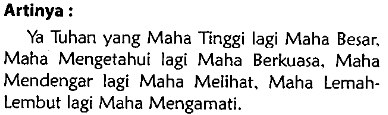 Artinya :
Ya Tuhan yang Maha Tinggi lagi Maha Besar,
Maha Mengetahui lagi Maha Berkuasa, Maha
Mendengar lagi Maha Melihat, Maha Lemah-
Lembut lagi Maha Mengamati.